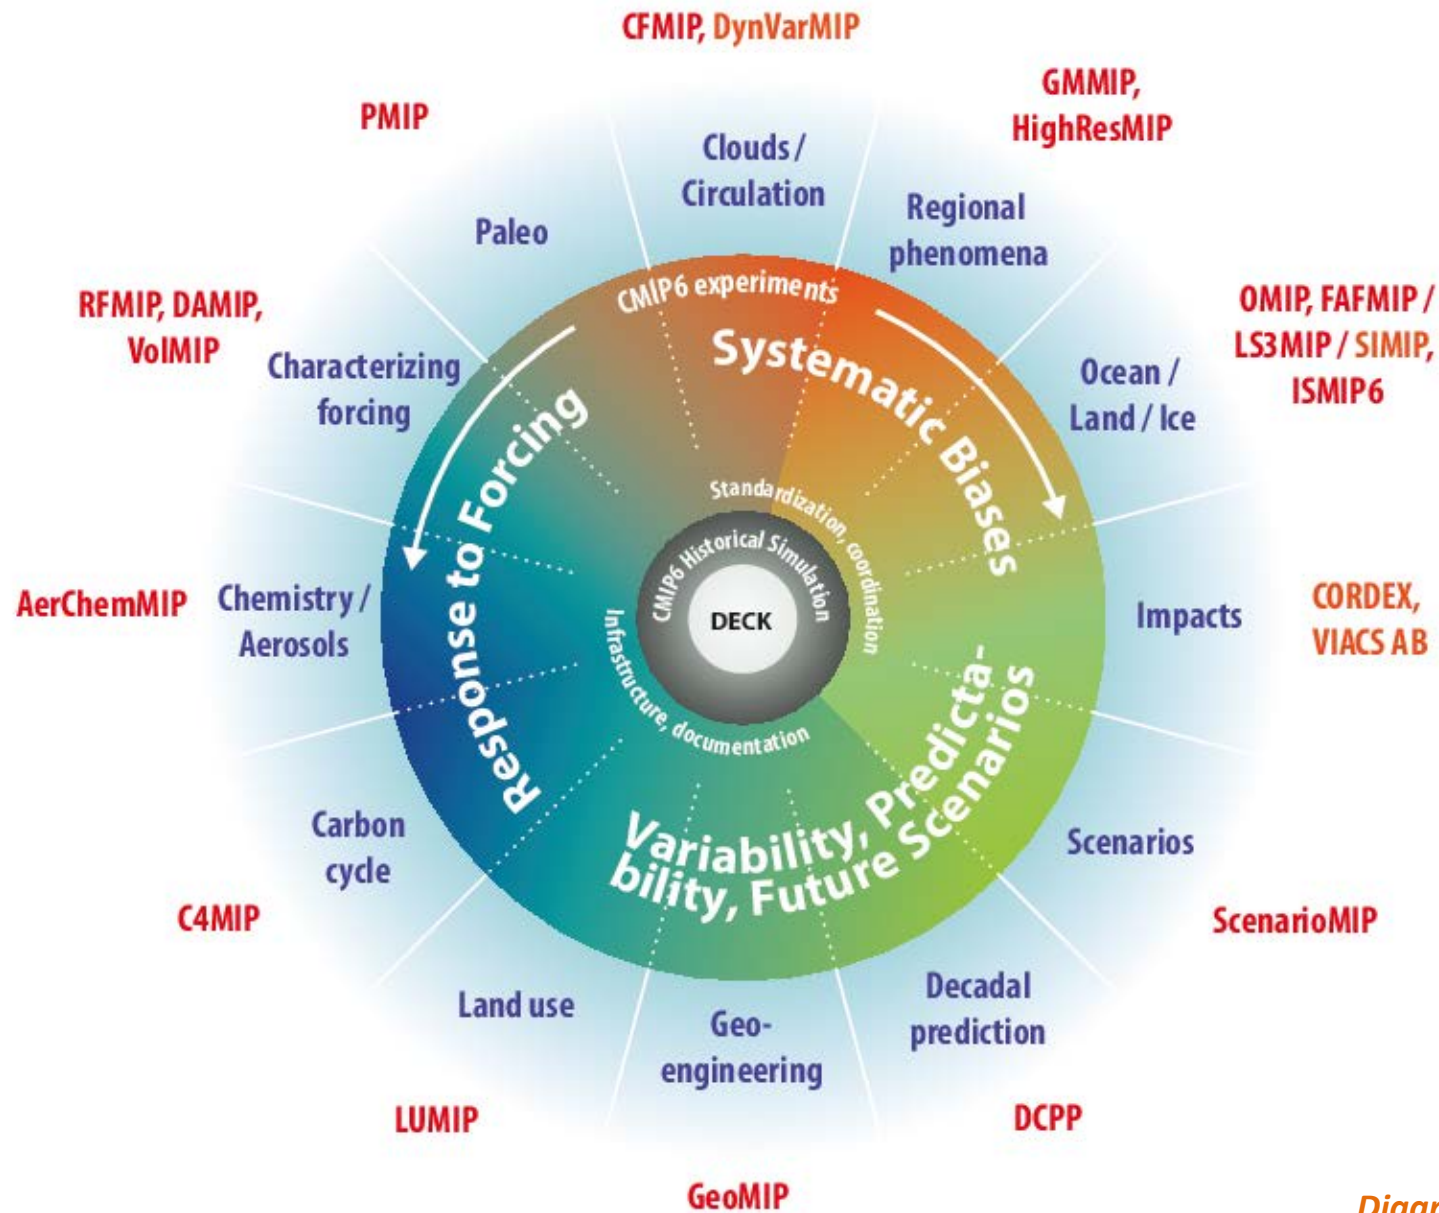 CFMIP, DynVarMIP
GMMIP,
HighResMIP
PMIP
Clouds /
Circulation
Regional
phenomena
Paleo
RFMIP, DAMIP,
VolMIP
Characterizing
forcing
CMIP6 experiments
OMIP, FAFMIP /
LS3MIP / SIMIP,
ISMIP6
Ocean /
Land / Ice
Systematic Biases
Response to Forcing
Standardization, coordination
CMIP6 Historical Simulation
DECK
Infrastructure, documentation
AerChemMIP
Chemistry /
Aerosols
Impacts
CORDEX,
VIACS AB
Variability, Predicta-
bility, Future Scenarios
Carbon
cycle
Scenarios
C4MIP
ScenarioMIP
Land use
Geo-
engineering
Decadal
prediction
LUMIP
DCPP
GeoMIP